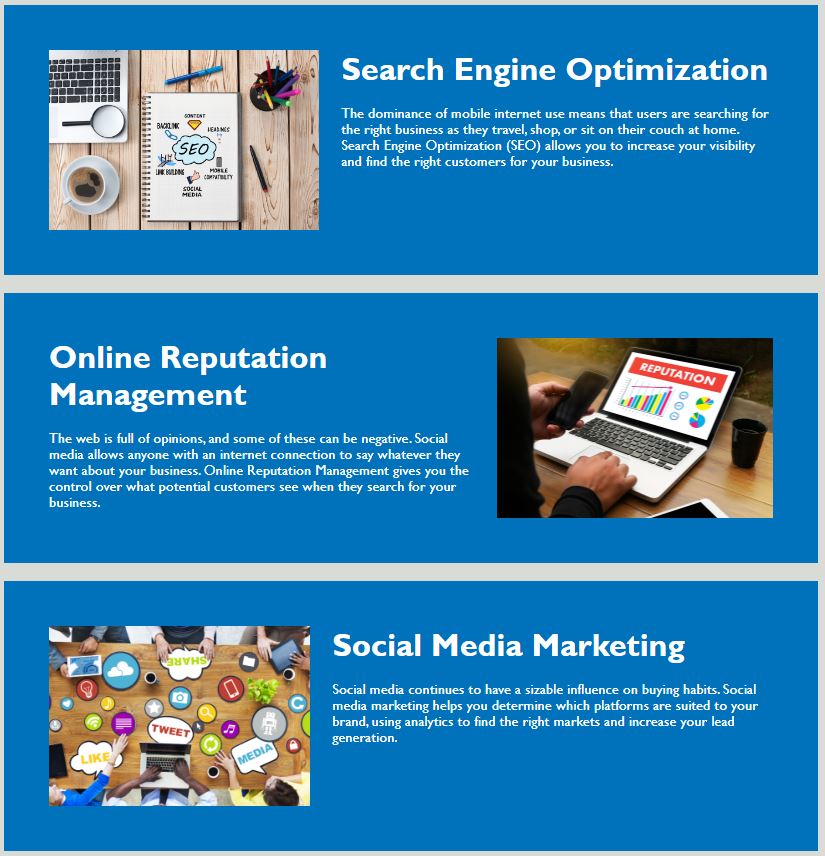 CONTENT
BACKLINK
HEADINGS
SEO
LINK BUILDING
MOBILE
COMPATIBILITY
SOCIAL
MEDIA
Search Engine Optimization
The dominance of mobile internet use means that users are searching for
the right business as they travel, shop, or sit on their couch at home.
Search Engine Optimization (SEO) allows you to increase your visibility
and find the right customers for your business.
Online Reputation
Management
The web is full of opinions, and some of these can be negative. Social
media allows anyone with an internet connection to say whatever they
want about your business. Online Reputation Management gives you the
control over what potential customers see when they search for your
business.
REPUTATION
SHARE
TWEET
LIKE
MEDIA
Social Media Marketing
Social media continues to have a sizable influence on buying habits. Social
media marketing helps you determine which platforms are suited to your
brand, using analytics to find the right markets and increase your lead
generation.